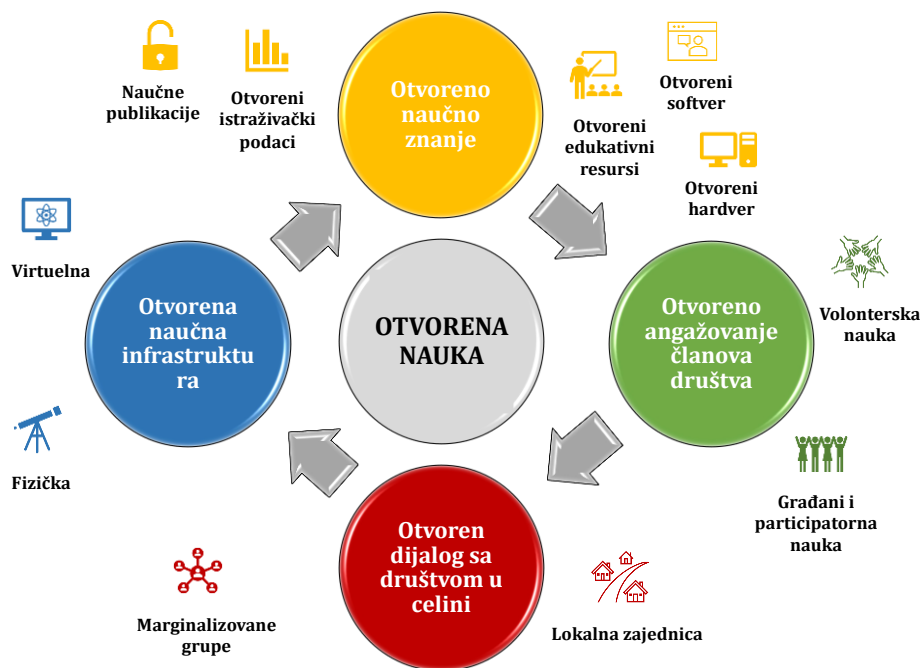 Naučne
publikacije
Otvoreni
istraživački
podaci
Otvoreno
naučno
znanje
Otvoreni
edukativni
resursi
Otvoreni
softver
Otvoreni
hardver
Virtuelna
Fizička
Otvorena
naučna
infrastruktu
ra
OTVORENA
NAUKA
Otvoreno
angažovanje
članova
društva
Volonterska
nauka
Građani i
participatorna
nauka
Otvoren
dijalog sa
društvom u
celini
Marginalizovane
grupe
Lokalna zajednica